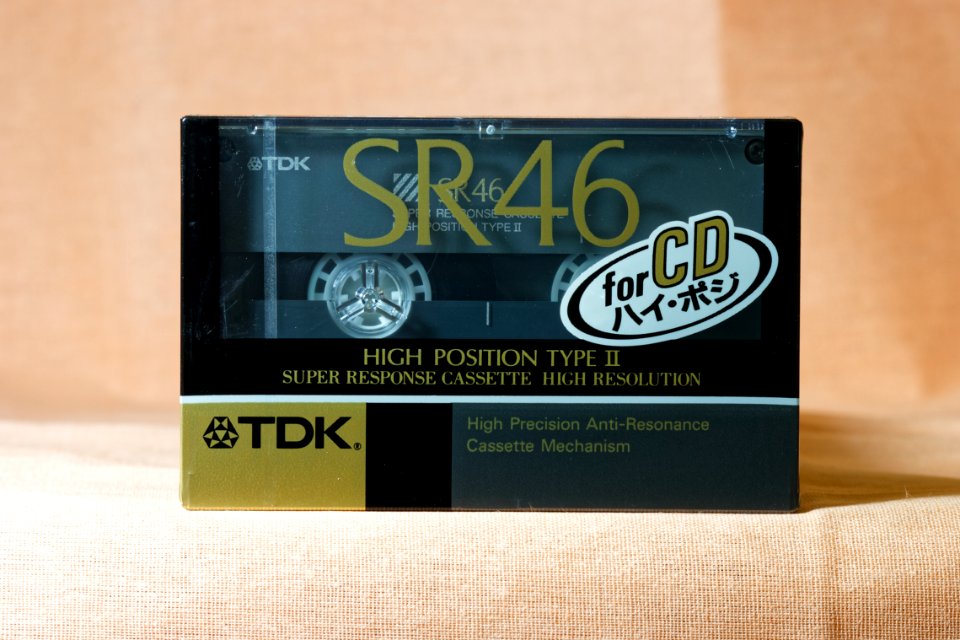 SR46
TDK
SR46
SUPER RESPONSE CASSETTE
HIGH POSITION TYPE II
for CD
ハイ・ポジ
HIGH POSITION TYPE II
SUPER RESPONSE CASSETTE HIGH RESOLUTION
TDK®
High Precision Anti-Resonance
Cassette Mechanism